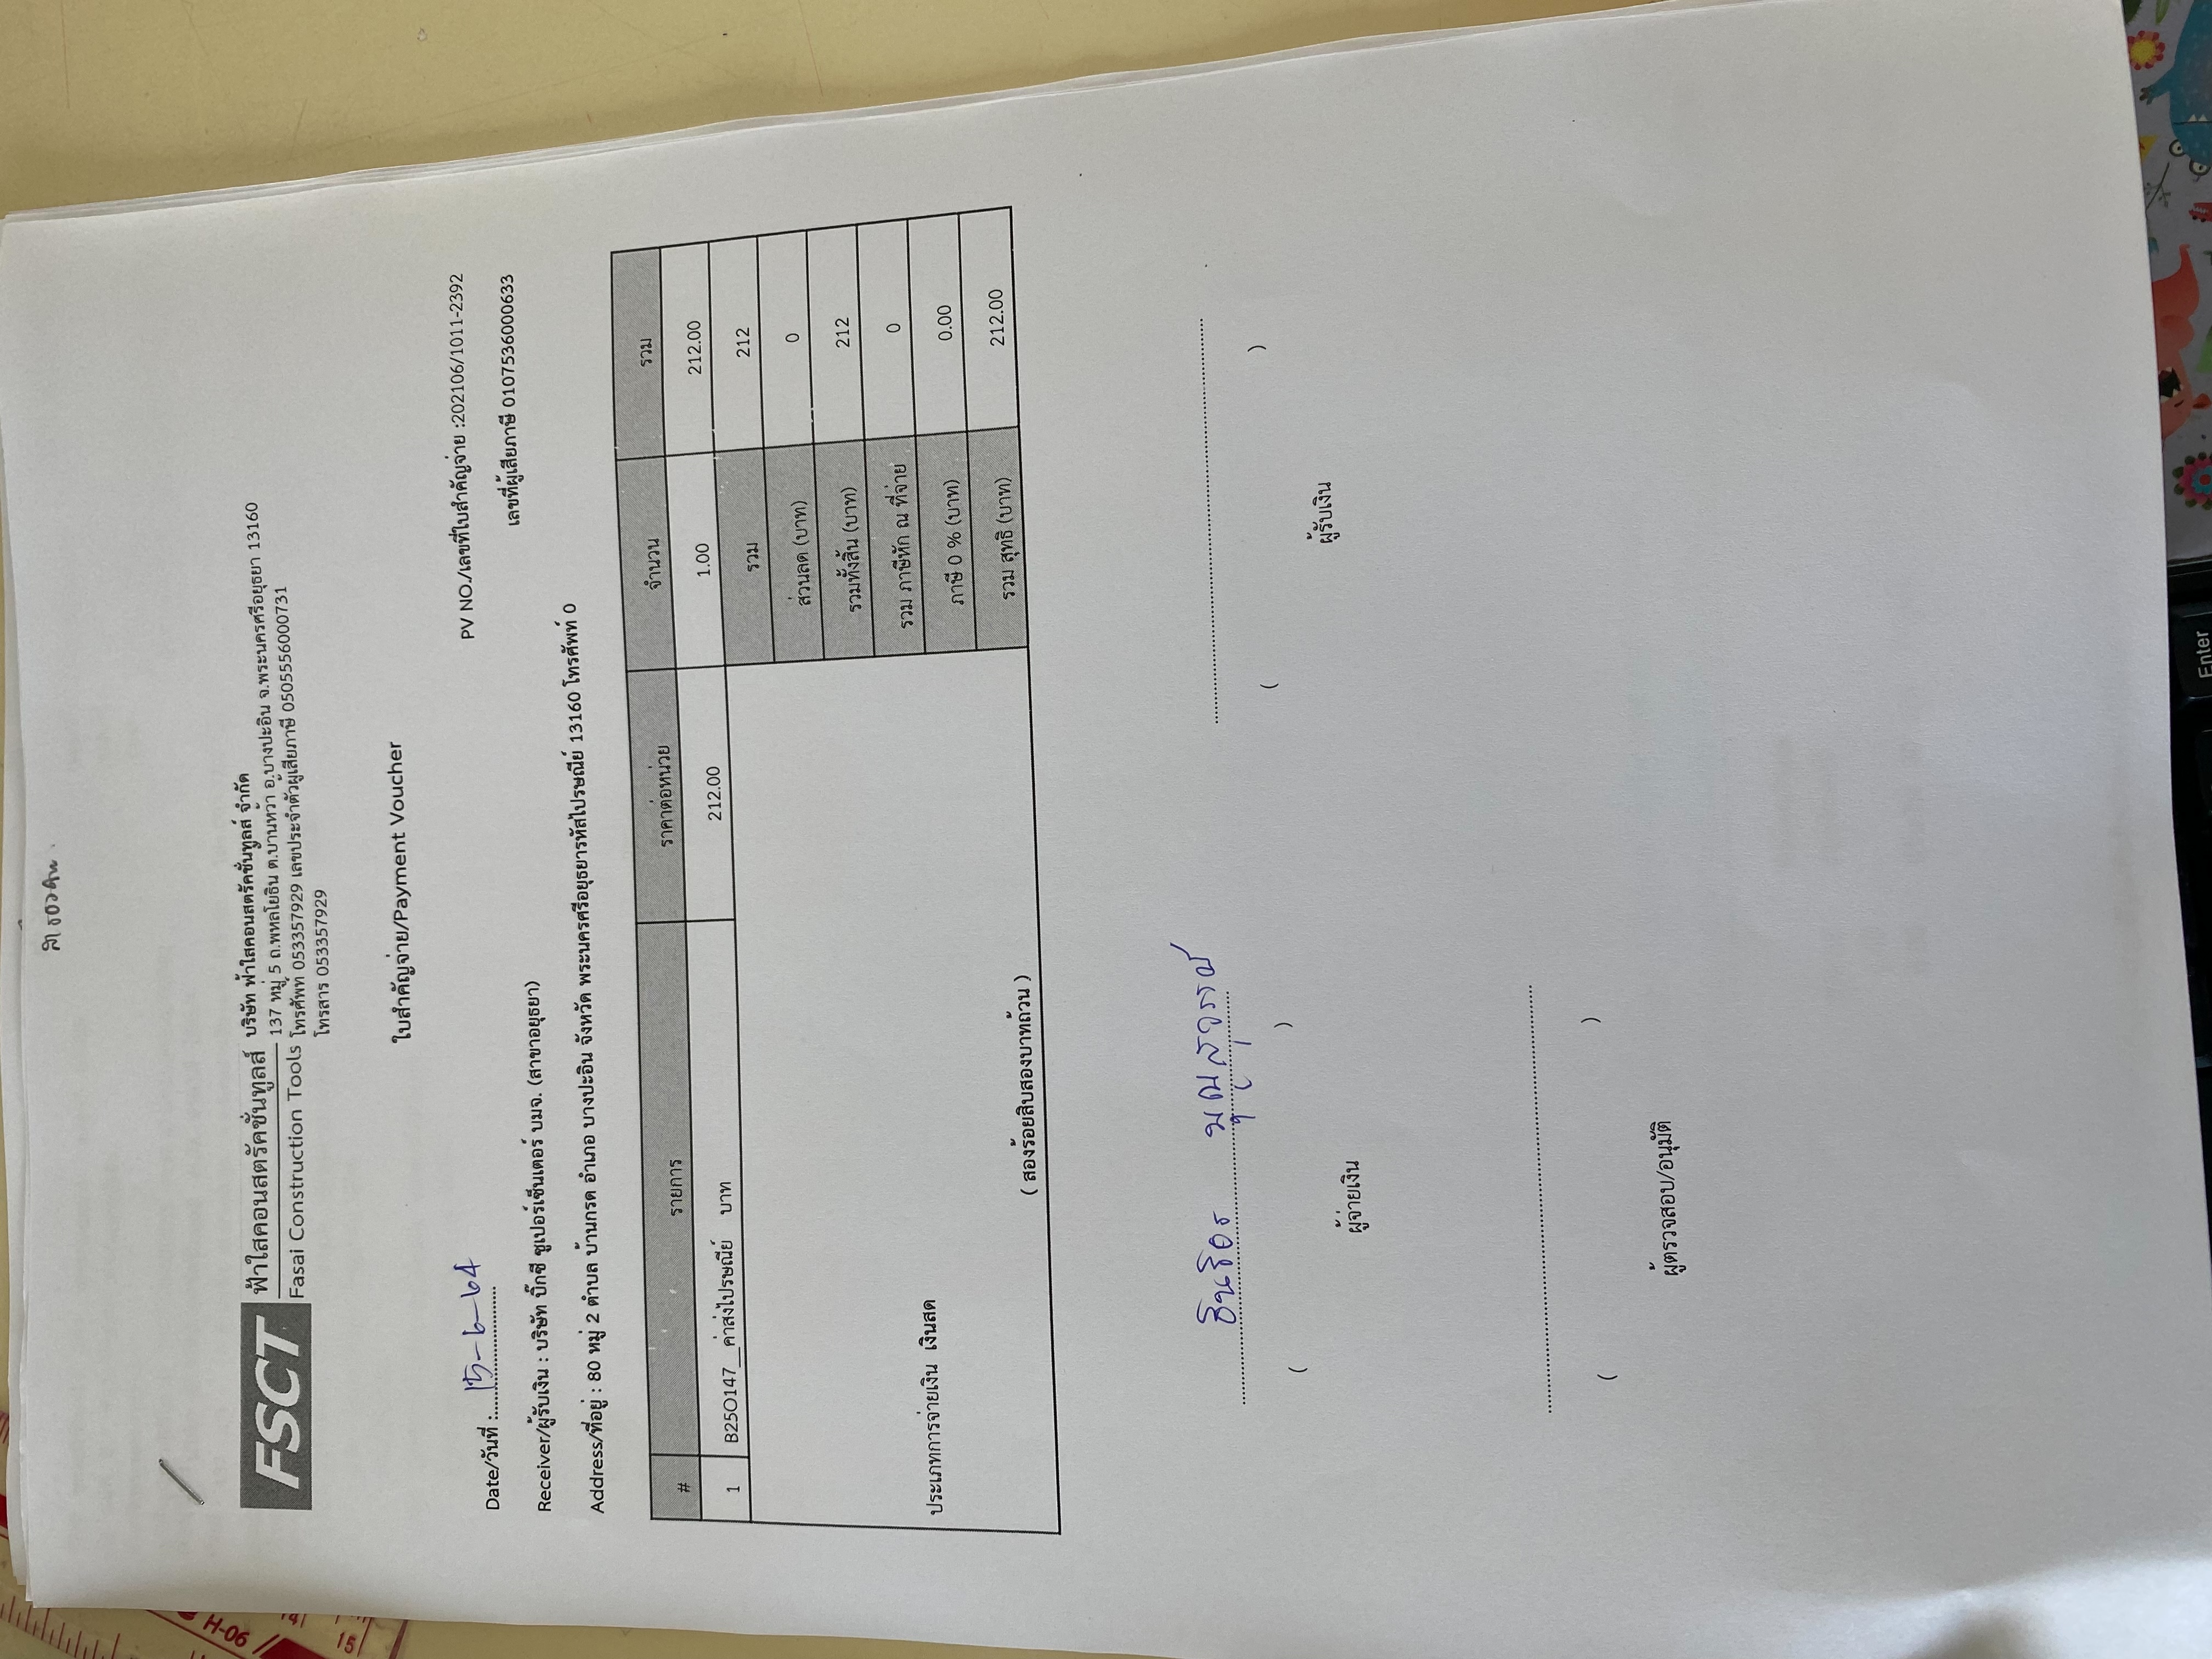 FSCT
ฟ้าใสคอนสตรัคชั่นทูลส์
Fasai Construction Tools
บริษัท ฟ้าใสคอนสตรัคชั่นทูลส์ จำกัด
137 หมู่ 5 ถ.พหลโยธิน ต.บ้านหว้า อ.บางปะอิน จ.พระนครศรีอยุธยา 13160
โทรศัพท์ 053357929 เลขประจำตัวผู้เสียภาษี 0505556000731
โทรสาร 053357929
ใบสำคัญจ่าย/Payment Voucher
PV NO./เลขที่ใบสำคัญจ่าย :202106/1011-2392
Date/วันที่ :15-6-64
เลขที่ผู้เสียภาษี 0107536000633
Receiver/ผู้รับเงิน : บริษัท บิ๊กซี ซูเปอร์เซ็นเตอร์ บมจ. (สาขาอยุธยา)
Address/ที่อยู่ : 80 หมู่ 2 ตำบล บ้านกรด อำเภอ บางปะอิน จังหวัด พระนครศรีอยุธยารหัสไปรษณีย์ 13160 โทรศัพท์ 0
# รายการ ราคาต่อหน่วย จำนวน รวม
1 B25O147__ค่าส่งไปรษณีย์ บาท 212.00 1.00 212.00
รวม 212
ส่วนลด (บาท) 0
รวมทั้งสิ้น (บาท) 212
รวม ภาษีหัก ณ ที่จ่าย 0
ประเภทการจ่ายเงิน เงินสด
ภาษี 0 % (บาท) 0.00
รวม สุทธิ (บาท) 212.00
( สองร้อยสิบสองบาทถ้วน )
( )
( )
ผู้จ่ายเงิน
ผู้รับเงิน
( )
ผู้ตรวจสอบ/อนุมัติ
Enter